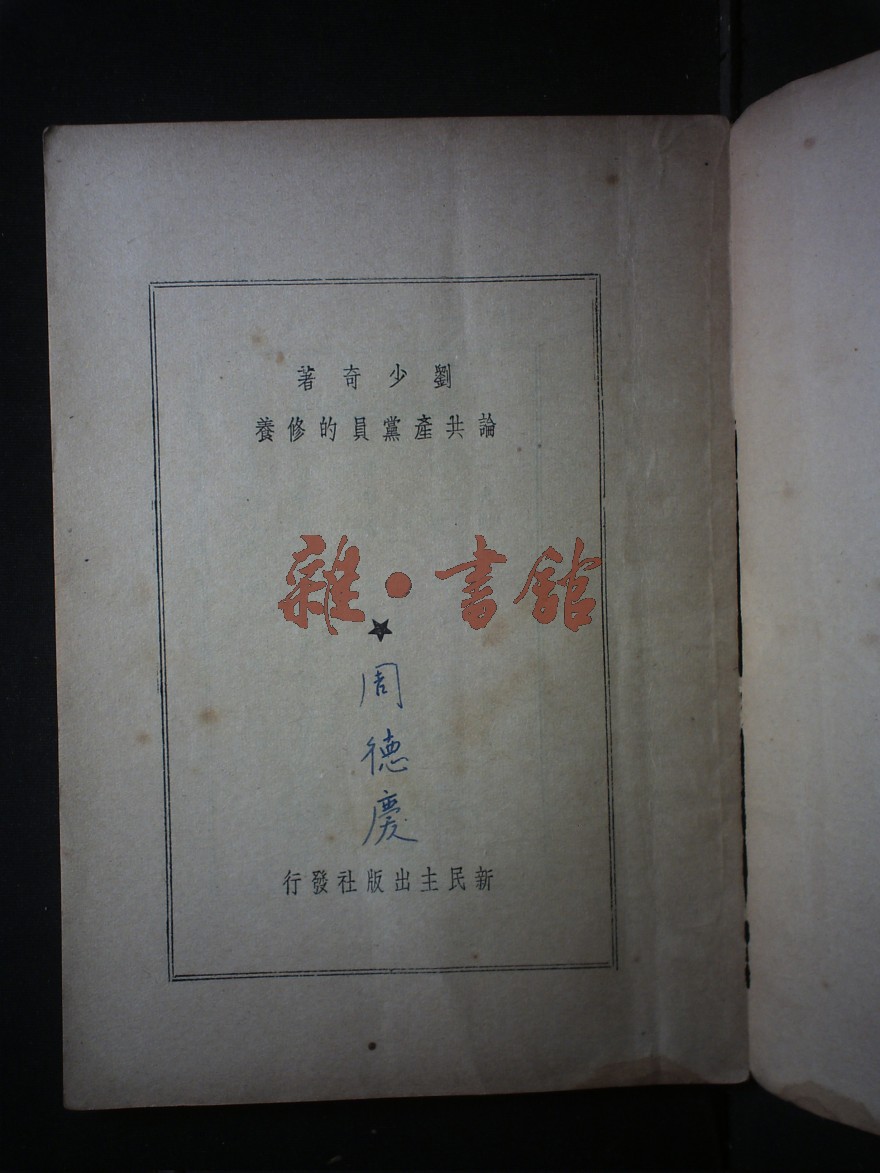 劉少奇著
論共產黨員的修養
雜·書館
周德慶
新民主出版社發行